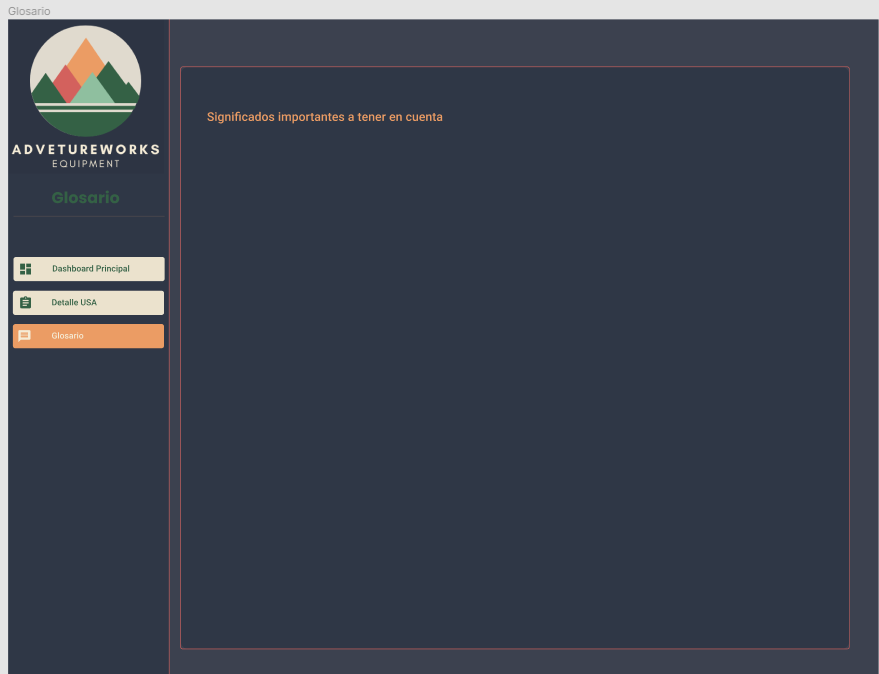 Glosario
ADVETUREWORKS
EQUIPMENT
Glosario
Dashboard Principal
Detalle USA
Glosario
Significados importantes a tener en cuenta